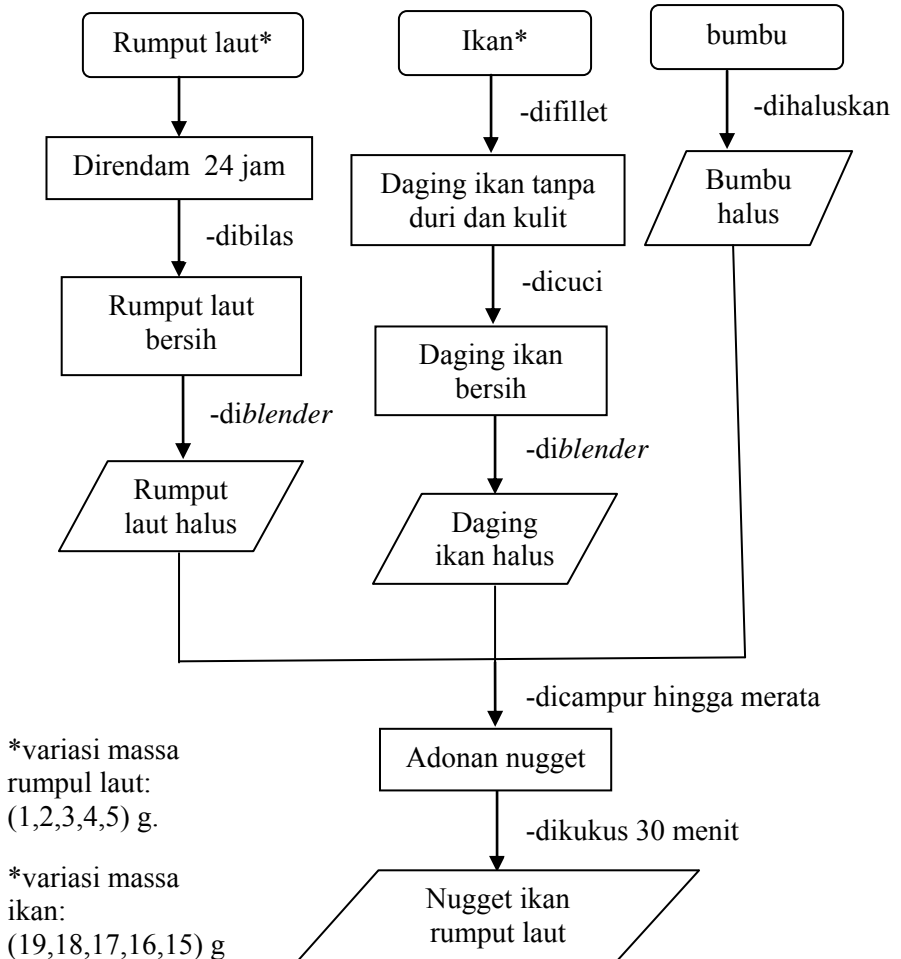 Rumput laut*
Ikan*
bumbu
-difillet
-dihaluskan
Direndam  24 jam
Daging ikan tanpa
duri dan kulit
Bumbu
halus
-dibilas
-dicuci
Rumput laut
bersih
Daging ikan
bersih
-diblender
-diblender
Rumput
laut halus
Daging
ikan halus
-dicampur hingga merata
Adonan nugget
*variasi massa
rumpul laut:
(1,2,3,4,5) g.
-dikukus 30 menit
*variasi massa
ikan:
(19,18,17,16,15) g
Nugget ikan
rumput laut